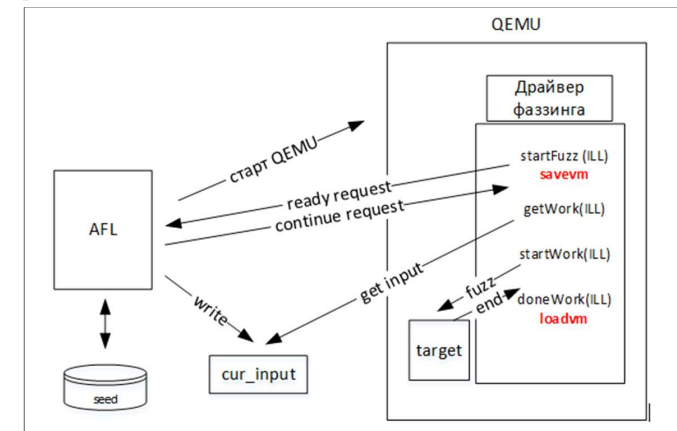 QEMU
Драйвер
фаззинга
старт QEMU
startFuzz (ILL)
savevm
ready request
continue request
getWork(ILL)
AFL
startWork(ILL)
get input
fuzz
end
doneWork(ILL)
loadvm
write
target
cur_input
seed